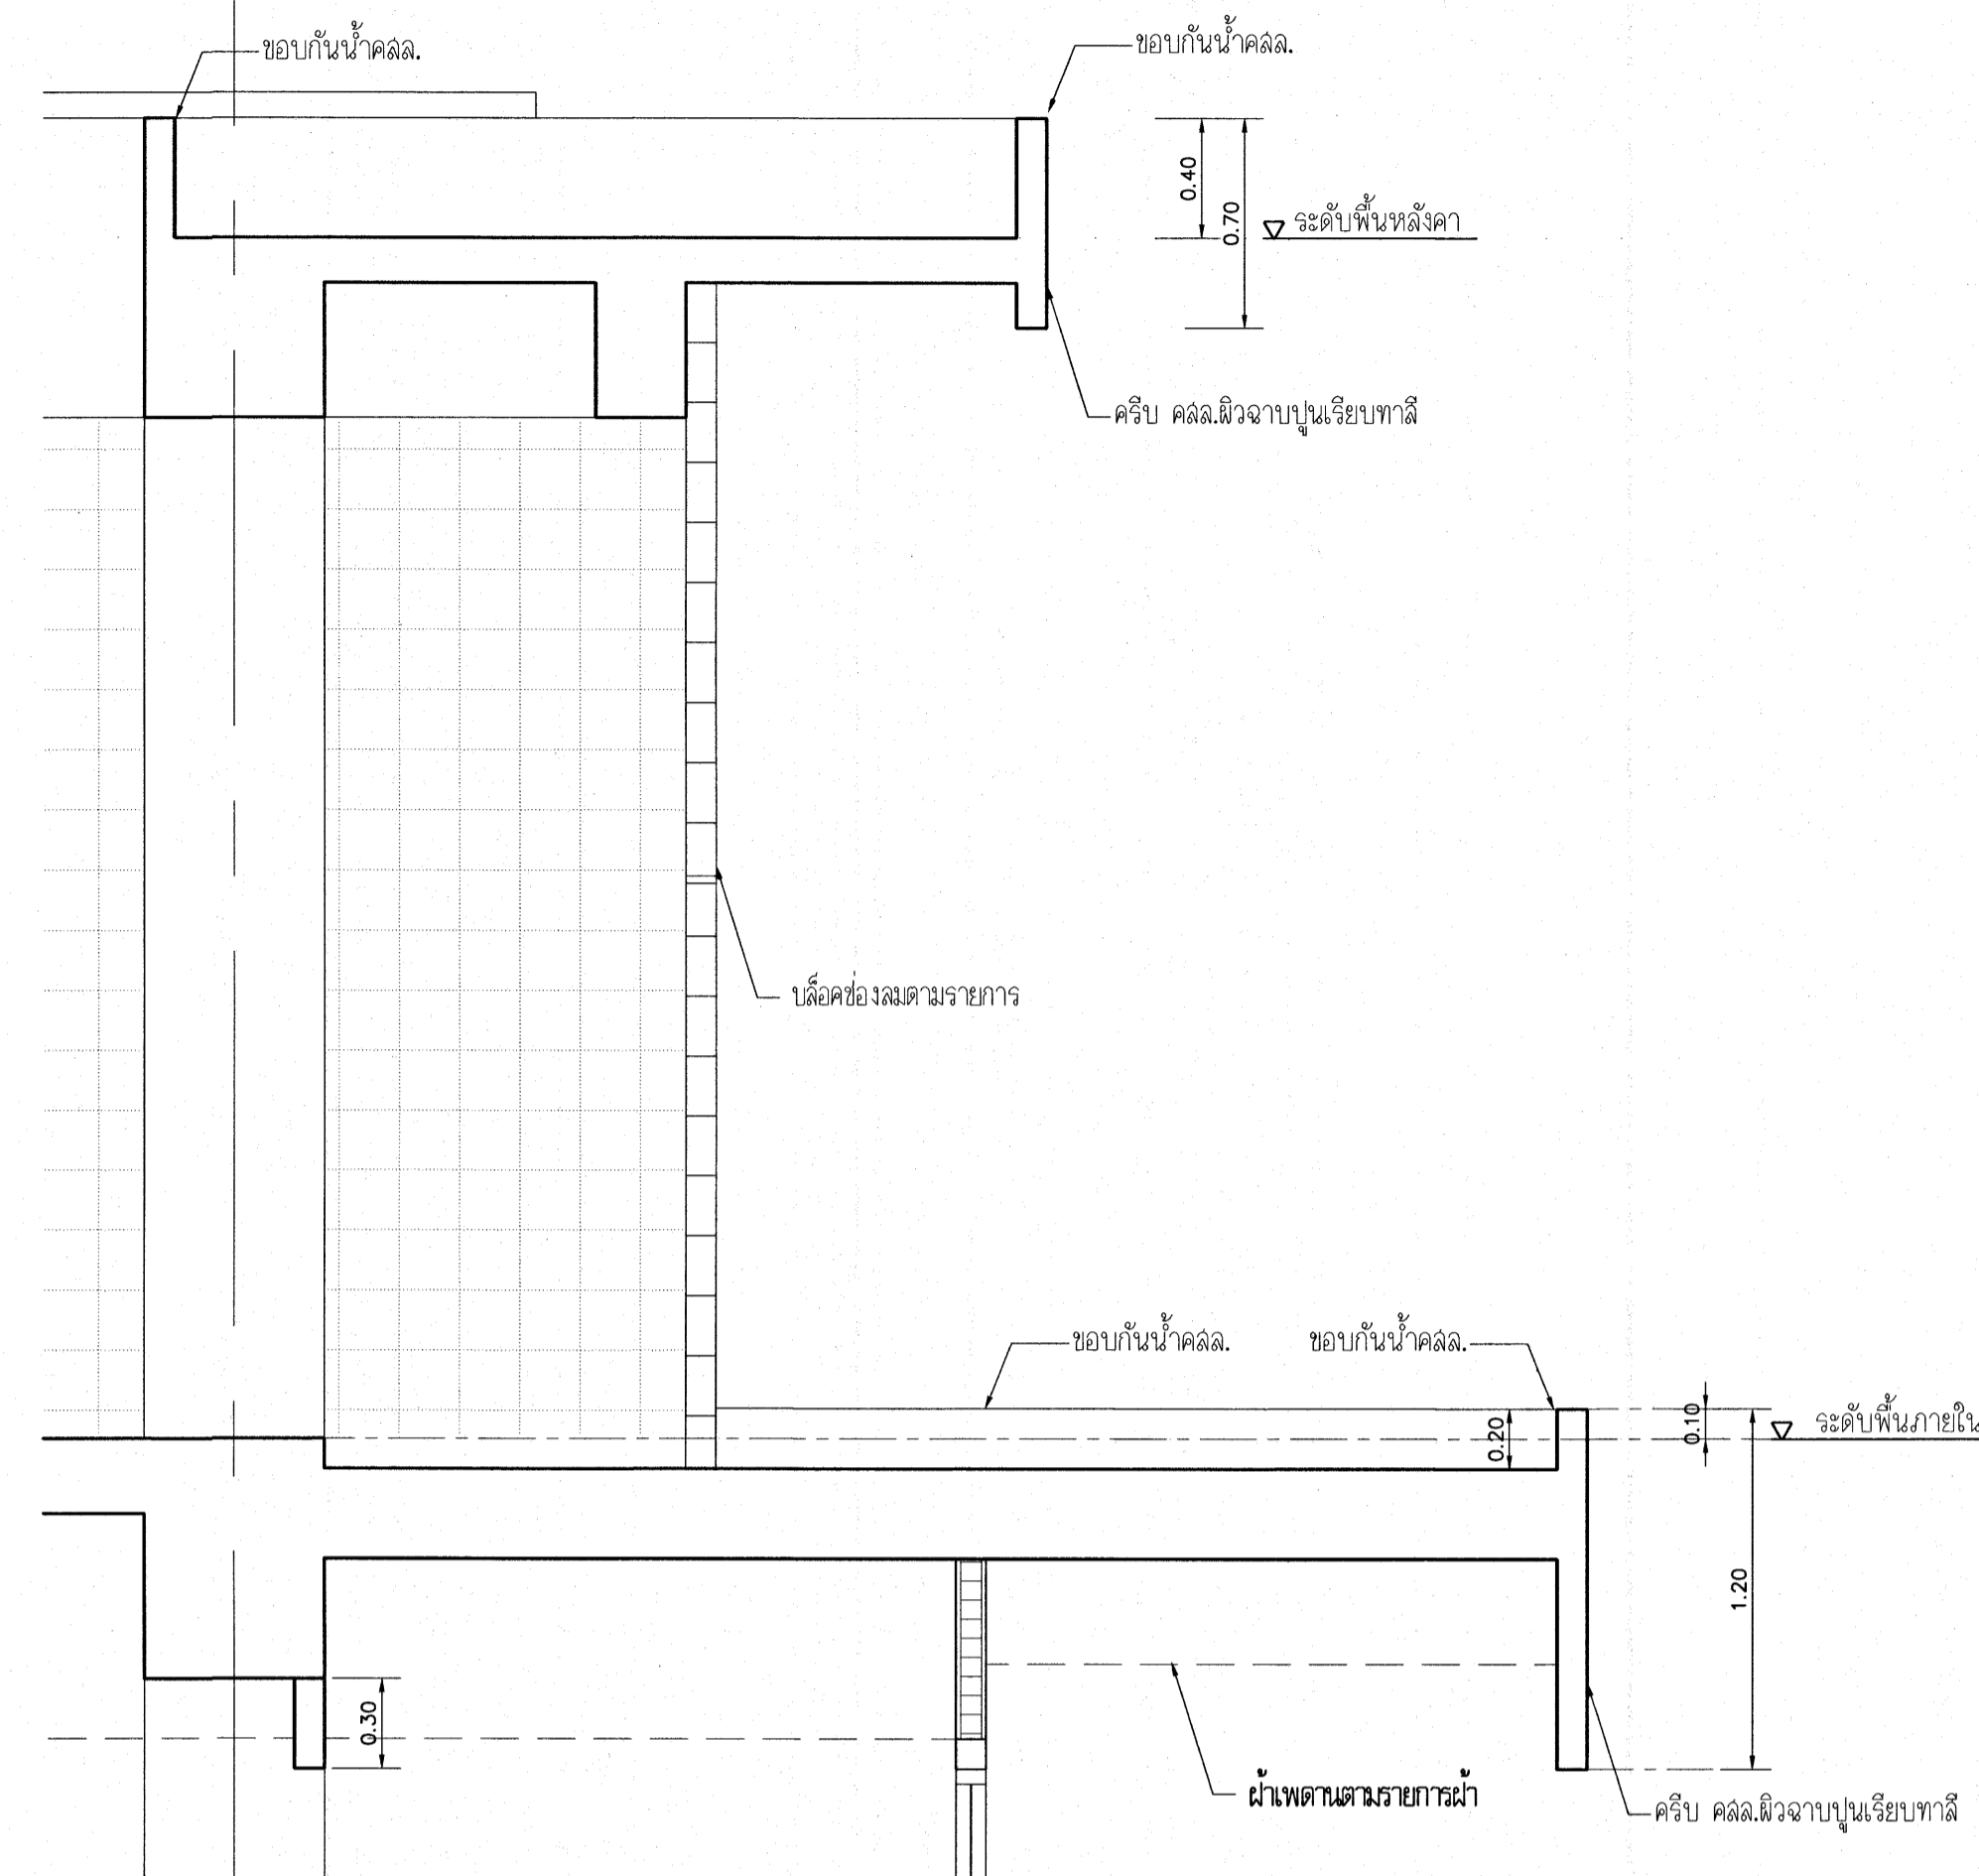 ขอบกันน้ำคสล.
ขอบกันน้ำคสล.
0.40
0.70
ระดับพื้นหลังคา
ครีบ คสล.ผิวฉาบปูนเรียบทาสี
บล็อคช่องลมตามรายการ
ขอบกันน้ำคสล.
ขอบกันน้ำคสล.
0.20
0.10
ระดับพื้นภายใน
1.20
0.30
ฝ้าเพดานตามรายการฝ้า
ครีบ คสล.ผิวฉาบปูนเรียบทาสี